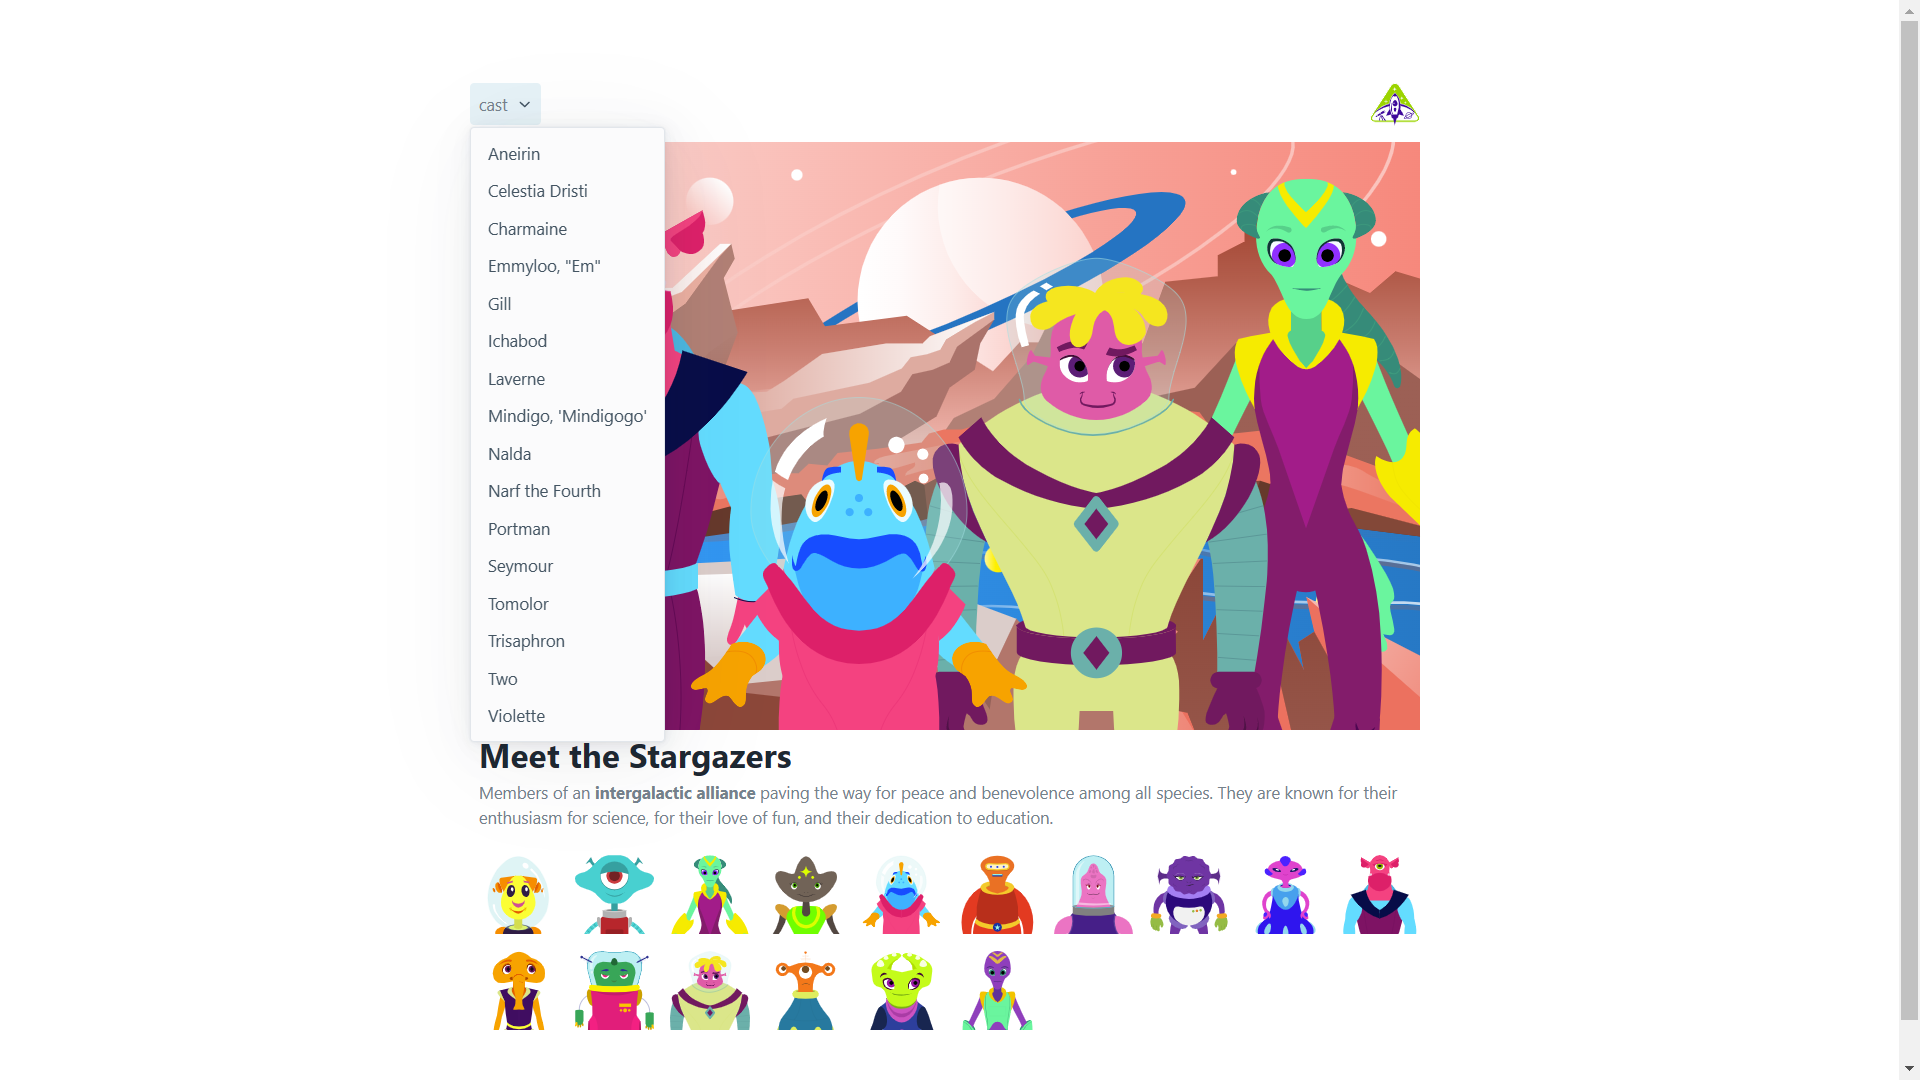 cast
Aneirin
Celestia Dristi
Charmaine
Emmyloo, "Em"
Gill
Ichabod
Laverne
Mindigo, 'Mindigogo'
Nalda
Narf the Fourth
Portman
Seymour
Tomolor
Trisaphron
Two
Violette
Meet the Stargazers
Members of an intergalactic alliance paving the way for peace and benevolence among all species. They are known for their
enthusiasm for science, for their love of fun, and their dedication to education.